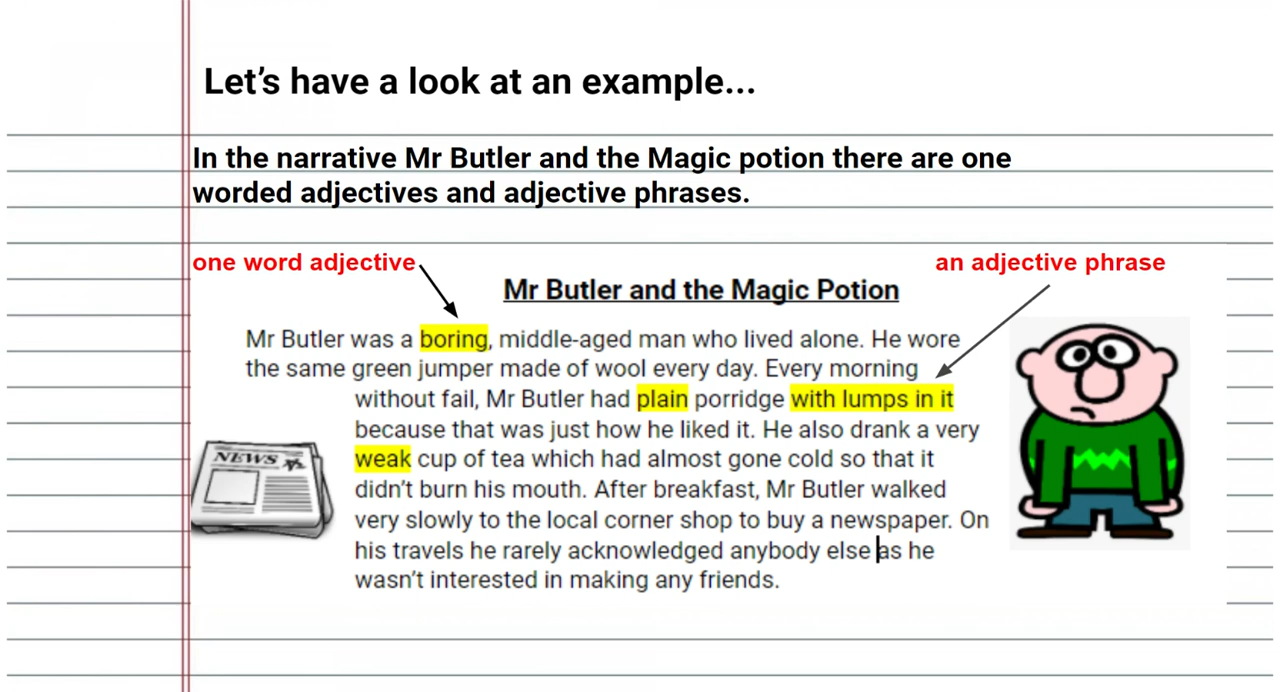 Let’s have a look at an example...
In the narrative Mr Butler and the Magic potion there are one
worded adjectives and adjective phrases.
one word adjective
an adjective phrase
Mr Butler and the Magic Potion
Mr Butler was a boring, middle-aged man who lived alone. He wore
the same green jumper made of wool every day. Every morning
without fail, Mr Butler had plain porridge with lumps in it
because that was just how he liked it. He also drank a very
weak cup of tea which had almost gone cold so that it
didn’t burn his mouth. After breakfast, Mr Butler walked
very slowly to the local corner shop to buy a newspaper. On
his travels he rarely acknowledged anybody else as he
wasn’t interested in making any friends.
NEWS